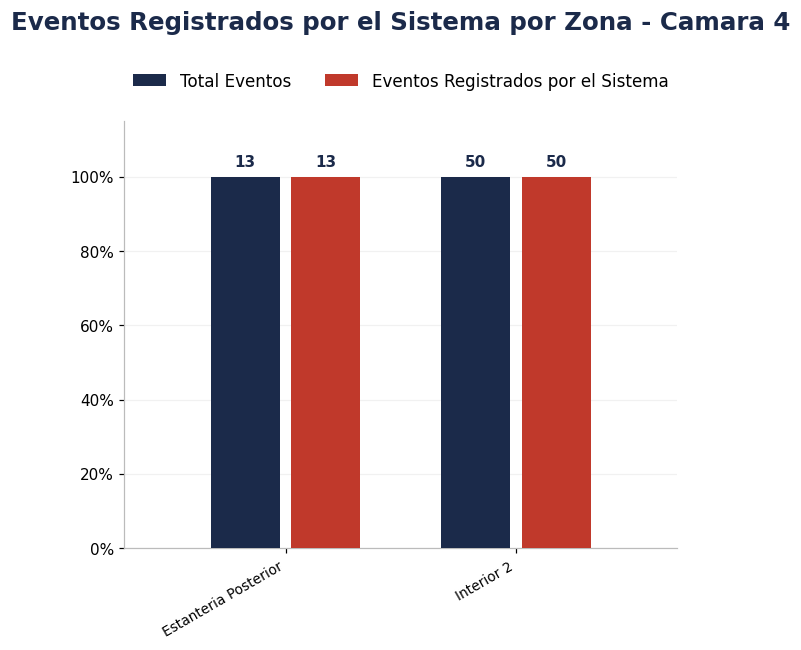 Eventos Registrados por el Sistema por Zona - Camara 4
Total Eventos
Eventos Registrados por el Sistema
13
13
50
50
100%
80%
60%
40%
20%
0%
Estanteria Posterior
Interior 2